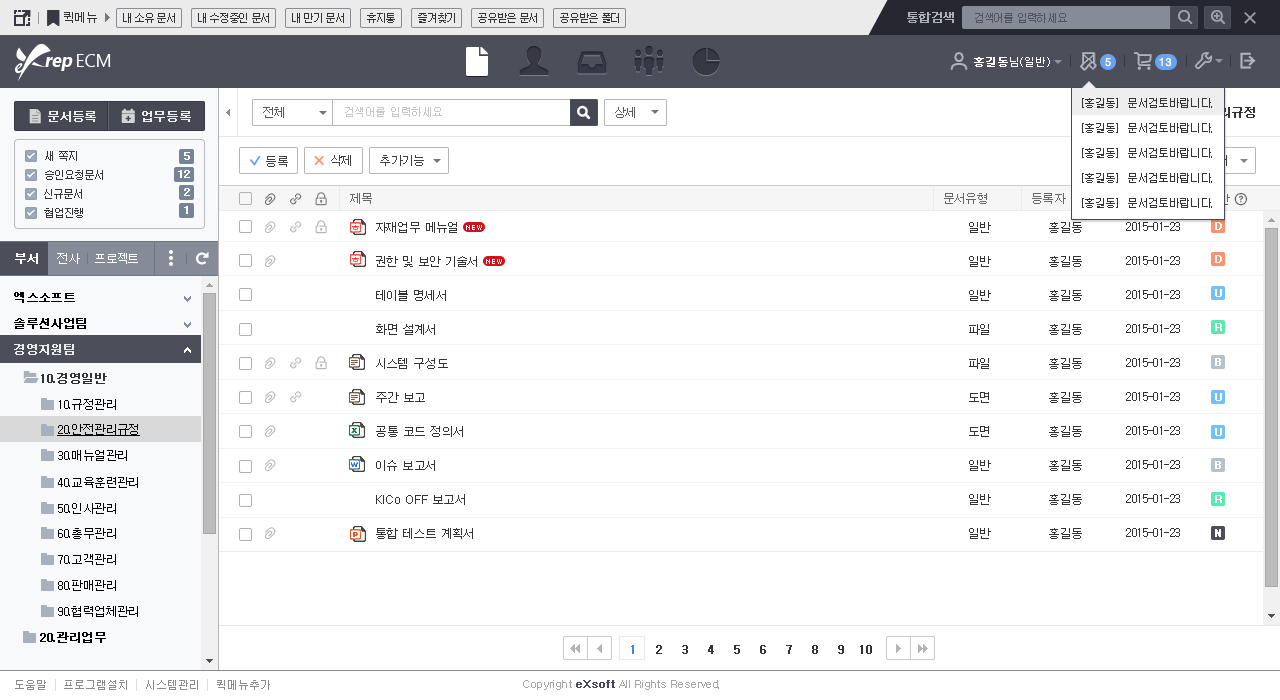 퀵메뉴 내 소유 문서 내 수정중인 문서 내 만기 문서 휴지통 즐겨찾기 공유받은 문서 공유받은 폴더 통합검색 검색어를 입력하세요
eXrep ECM 홍길동님(일반) 5 13
문서등록 업무등록
새 쪽지 5
승인요청문서 12
신규문서 2
협업진행 1
부서 전사 프로젝트
엑스소프트
솔루션사업팀
경영지원팀
10.경영일반
10.규정관리
20.안전관리규정
30.매뉴얼관리
40.교육훈련관리
50.인사관리
60.총무관리
70.고객관리
80.판매관리
90.협력업체관리
20.관리업무
전체 검색어를 입력하세요 상세
[홍길동] 문서검토바랍니다.
[홍길동] 문서검토바랍니다.
[홍길동] 문서검토바랍니다.
[홍길동] 문서검토바랍니다.
[홍길동] 문서검토바랍니다.
리규정
등록 삭제 추가기능
제목 문서유형 등록자
자재업무 메뉴얼 NEW 일반 홍길동 2015-01-23 D
권한 및 보안 기술서 NEW 일반 홍길동 2015-01-23 D
테이블 명세서 일반 홍길동 2015-01-23 U
화면 설계서 파일 홍길동 2015-01-23 R
시스템 구성도 파일 홍길동 2015-01-23 B
주간 보고 도면 홍길동 2015-01-23 U
공통 코드 정의서 도면 홍길동 2015-01-23 U
이슈 보고서 일반 홍길동 2015-01-23 B
KICo OFF 보고서 일반 홍길동 2015-01-23 R
통합 테스트 계획서 일반 홍길동 2015-01-23 N
1 2 3 4 5 6 7 8 9 10
도움말 프로그램설치 시스템관리 퀵메뉴추가 Copyright eXsoft All Rights Reserved.